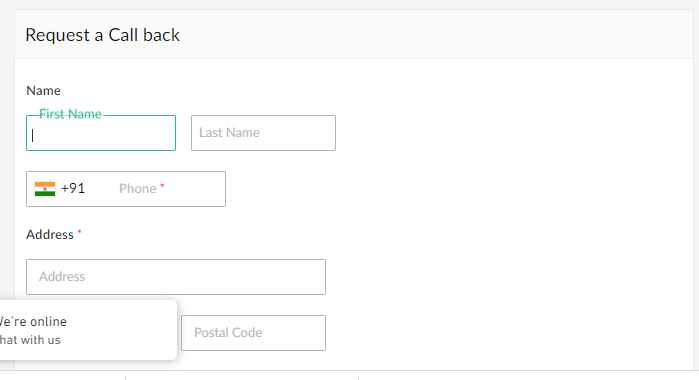 Request a Call back
Name
First Name
Last Name
+91 Phone *
Address *
Address
e're online
hat with us
Postal Code